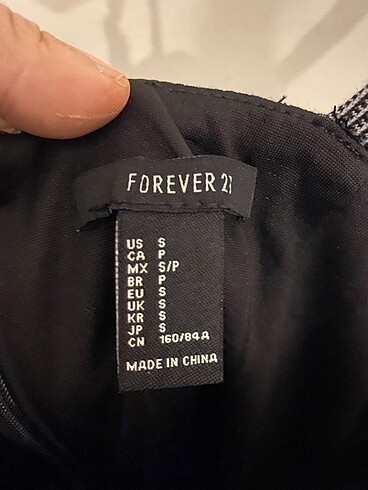 FOREVER 21
US S
CA P
MX S/P
BR P
EU S
UK S
KR S
JP S
CN 160/84A
MADE IN CHINA